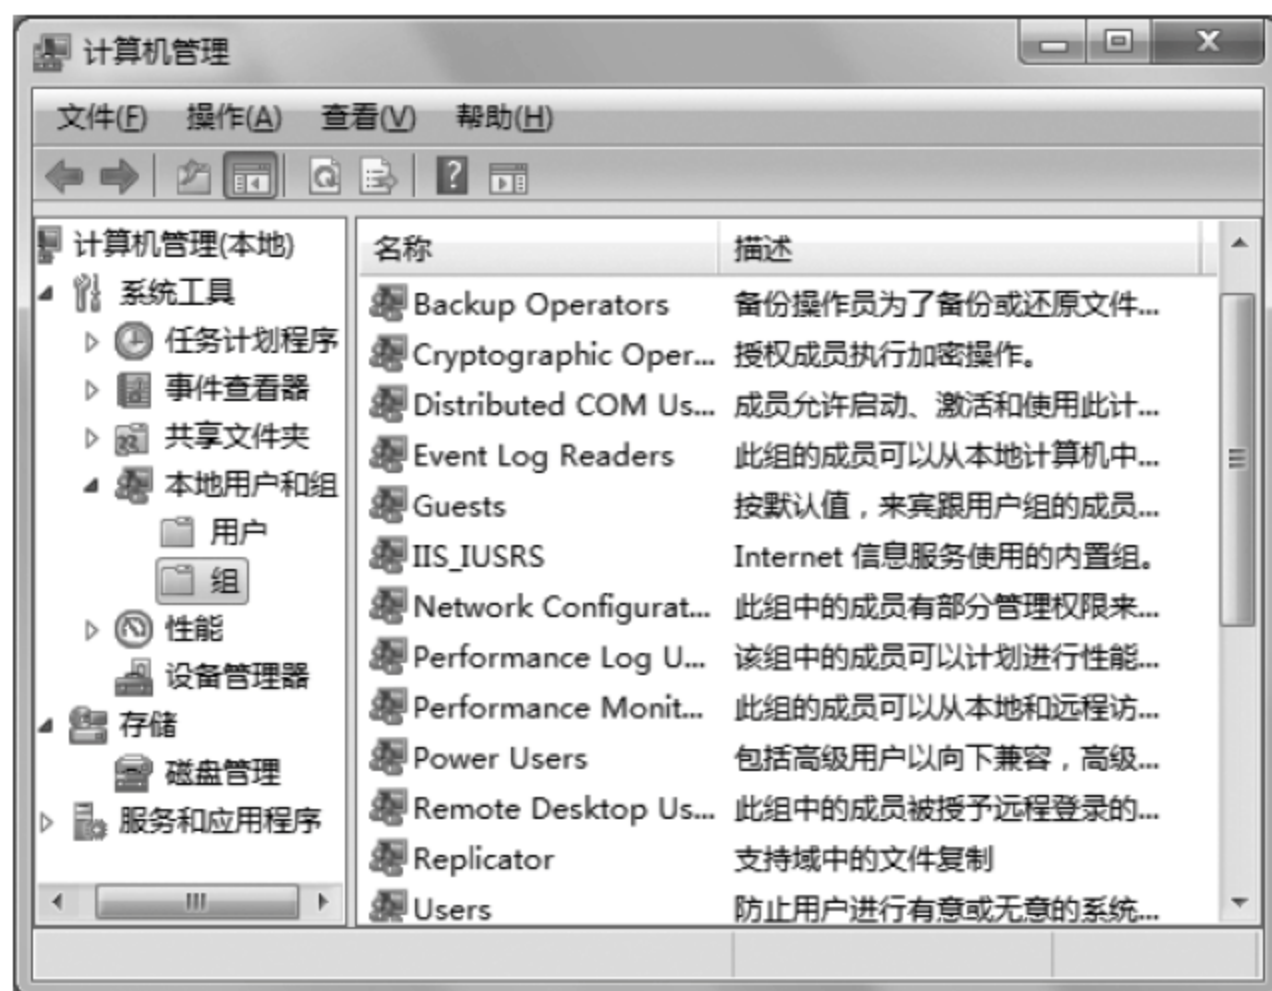 计算机管理
文件(F) 操作(A) 查看(V) 帮助(H)
计算机管理(本地)
系统工具
任务计划程序
事件查看器
共享文件夹
本地用户和组
用户
组
性能
设备管理器
存储
磁盘管理
服务和应用程序
名称 描述
Backup Operators 备份操作员为了备份或还原文件...
Cryptographic Oper... 授权成员执行加密操作。
Distributed COM Us... 成员允许启动、激活和使用此计...
Event Log Readers 此组的成员可以从本地计算机中...
Guests 按默认值，来宾跟用户组的成员...
IIS_IUSRS Internet 信息服务使用的内置组。
Network Configurat... 此组中的成员有部分管理权限来...
Performance Log U... 该组中的成员可以计划进行性能...
Performance Monit... 此组的成员可以从本地和远程访...
Power Users 包括高级用户以向下兼容，高级...
Remote Desktop Us... 此组中的成员被授予远程登录的...
Replicator 支持域中的文件复制
Users 防止用户进行有意或无意的系统...